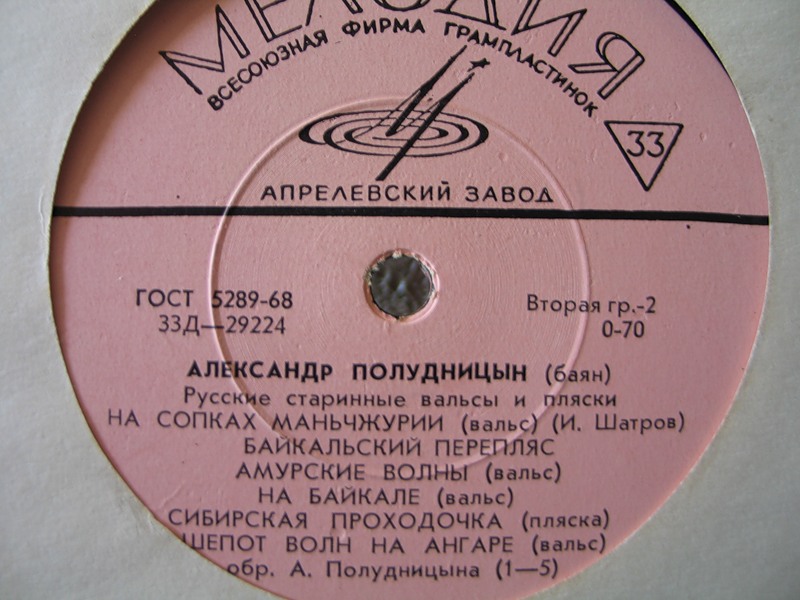 МЕЛОДИЯ
ВСЕСОЮЗНАЯ ФИРМА ГРАМПЛАСТИНОК
33
АПРЕЛЕВСКИЙ ЗАВОД
ГОСТ 5289-68
Вторая гр.-2
33Д—29224
0-70
АЛЕКСАНДР ПОЛУДНИЦЫН (баян)
Русские старинные вальсы и пляски
НА СОПКАХ МАНЬЧЖУРИИ (вальс) (И. Шатров)
БАЙКАЛЬСКИЙ ПЕРЕПЛЯС
АМУРСКИЕ ВОЛНЫ (вальс)
НА БАЙКАЛЕ (вальс)
СИБИРСКАЯ ПРОХОДОЧКА (пляска)
ШЕПОТ ВОЛН НА АНГАРЕ (вальс)
обр. А. Полудницына (1—5)